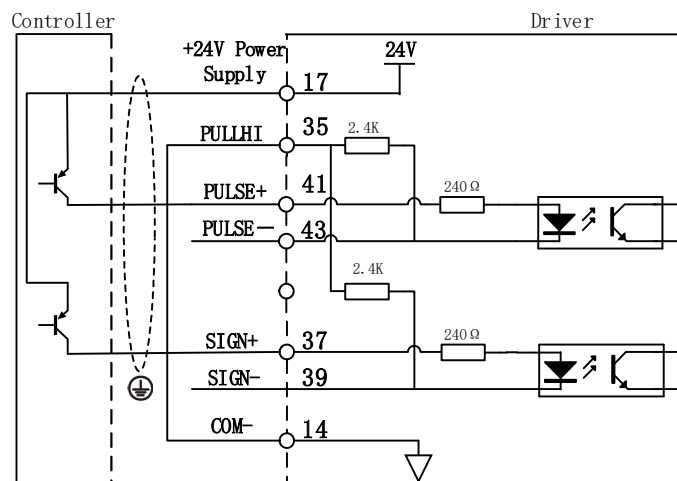 Controller
Driver
+24V Power
Supply
17
24V
PULLHI
35
2.4K
PULSE+
41
240Ω
PULSE-
43
2.4K
SIGN+
37
240Ω
SIGN-
39
COM-
14